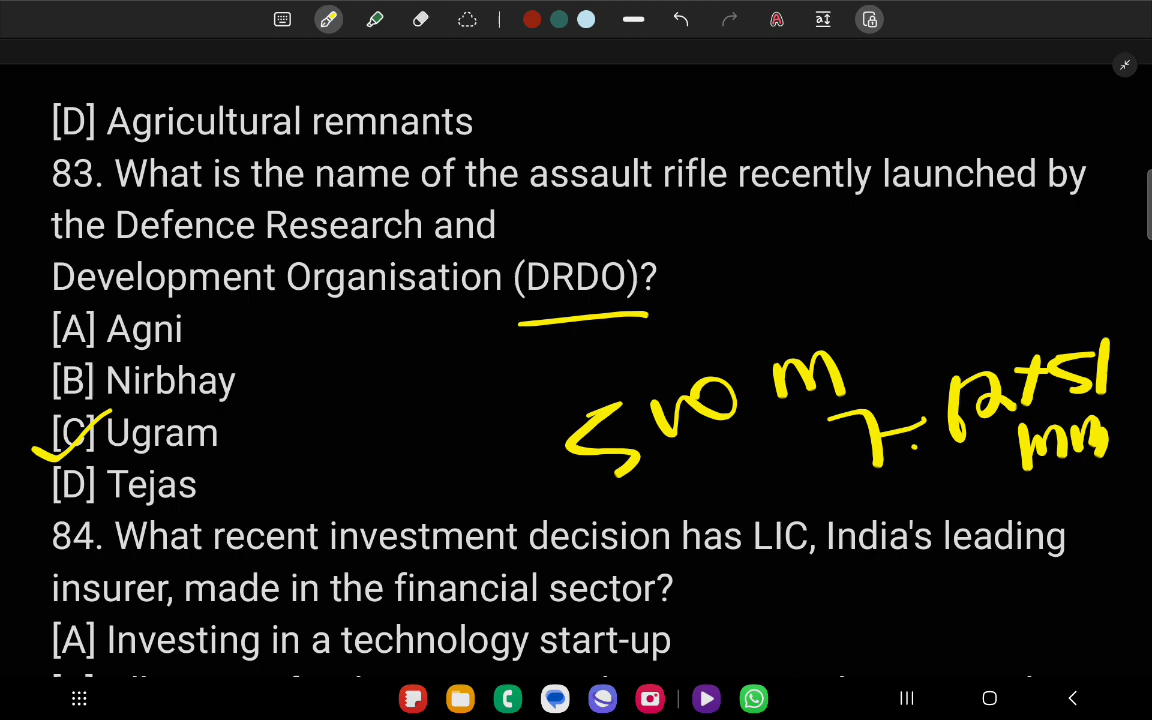 [D] Agricultural remnants
83. What is the name of the assault rifle recently launched by
the Defence Research and
Development Organisation (DRDO)?
[A] Agni
[B] Nirbhay
[C] Ugram
[D] Tejas
500 m
7.62 x 51
mm
84. What recent investment decision has LIC, India's leading
insurer, made in the financial sector?
[A] Investing in a technology start-up